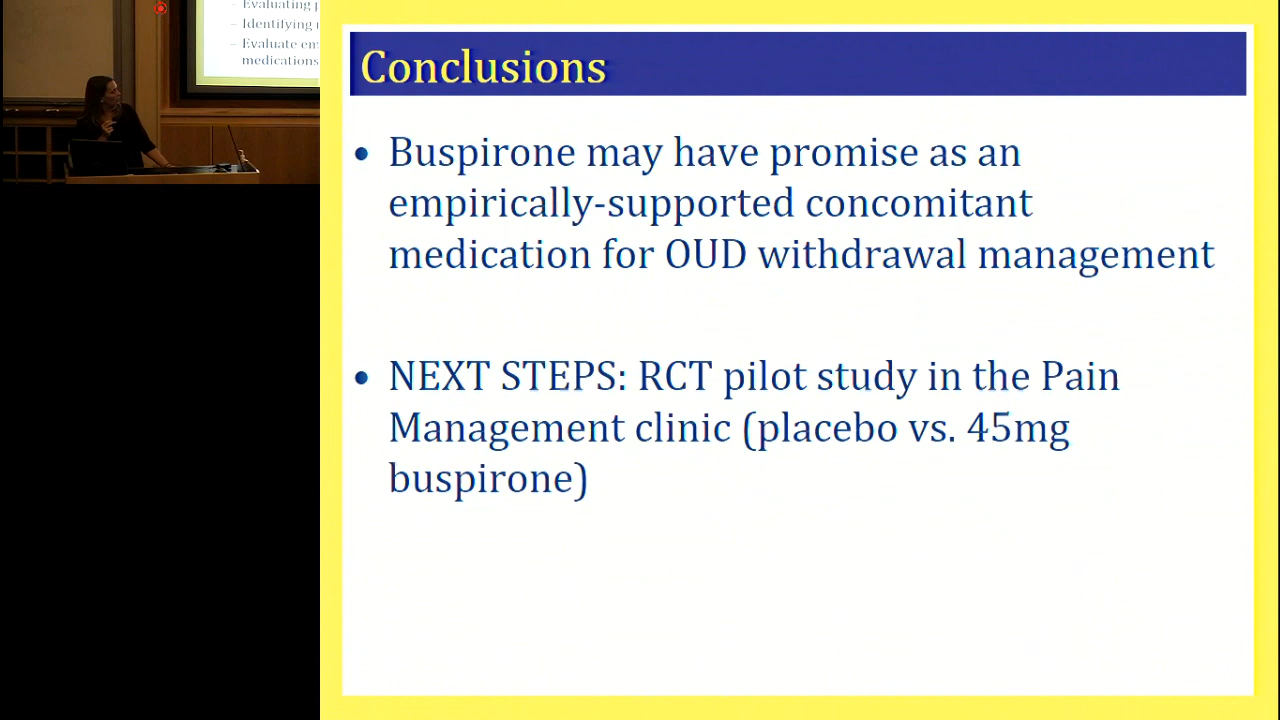 – Evaluating
– Identifying
– Evaluate
medications
Conclusions
• Buspirone may have promise as an
empirically-supported concomitant
medication for OUD withdrawal management
• NEXT STEPS: RCT pilot study in the Pain
Management clinic (placebo vs. 45mg
buspirone)